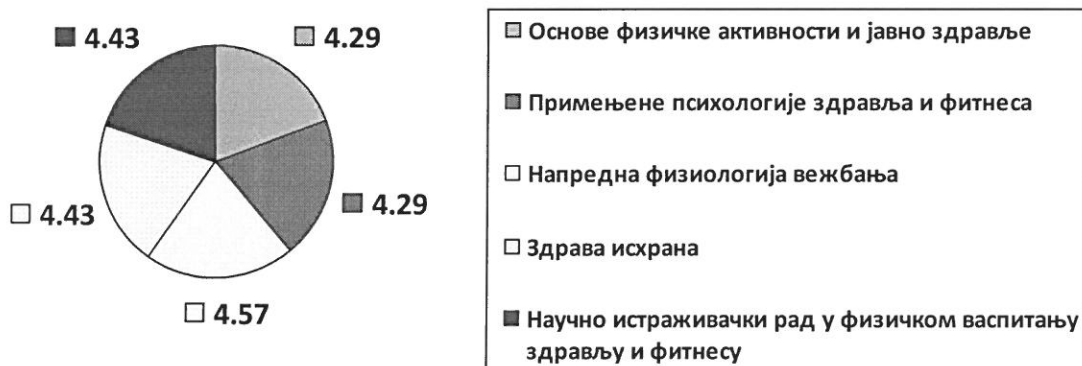 4.43
4.29
4.43
4.29
4.57
Основе физичке активности и јавно здравље
Примењене психологије здравља и фитнеса
Напредна физиологија вежбања
Здрава исхрана
Научно истраживачки рад у физичком васпитању
здрављу и фитнесу